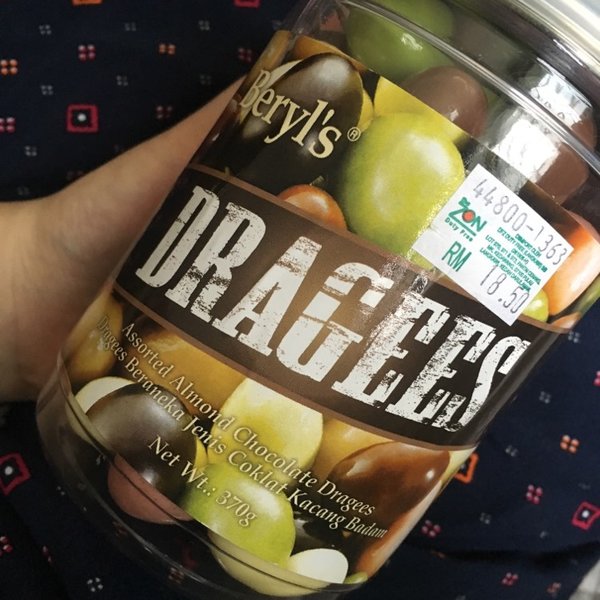 Beryl's®
DRAGEES
44800-1363
ZON
Duty Free
RM 18.50
Assorted Almond Chocolate Dragees
Dragees Beraneka Jenis Coklat Kacang Badam
Net Wt.: 370g